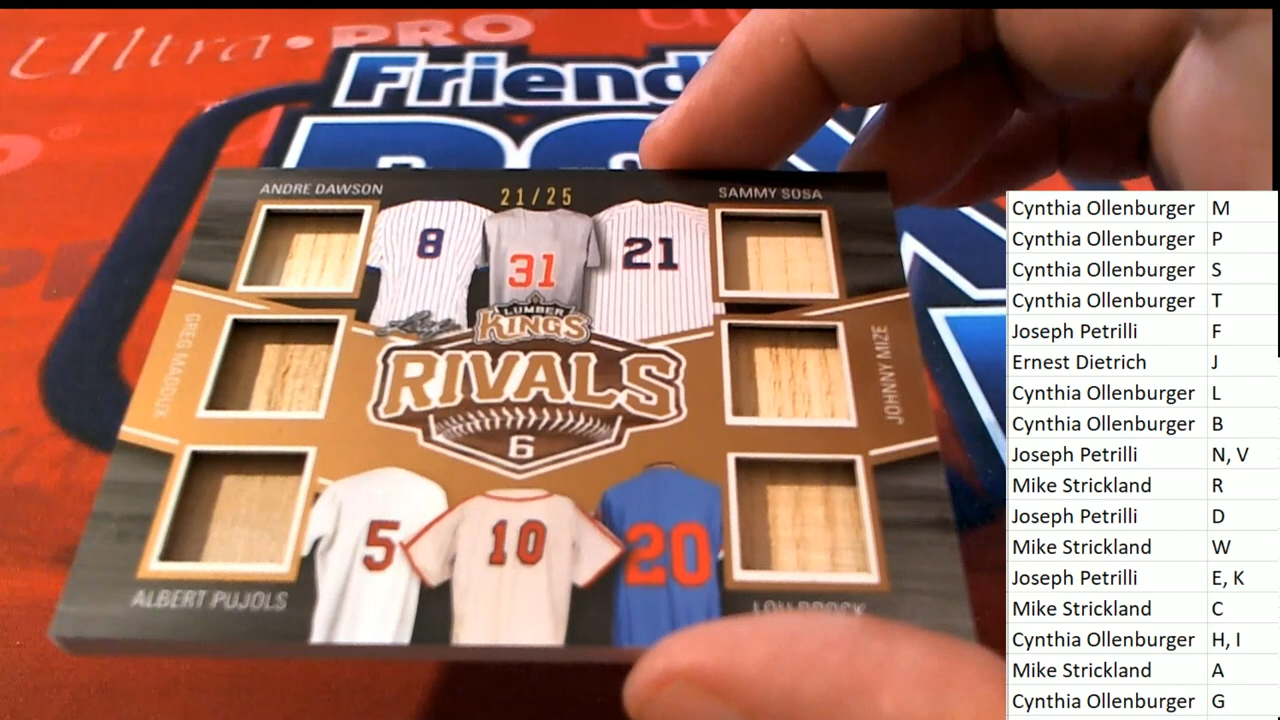 Ultra•PRO
Friend
ANDRE DAWSON
21/25
SAMMY SOSA
8
31
21
Leaf
LUMBER
KINGS
RIVALS
6
GREG MADDUX
JOHNNY MIZE
5
10
20
ALBERT PUJOLS
LOU BROCK
Cynthia Ollenburger M
Cynthia Ollenburger P
Cynthia Ollenburger S
Cynthia Ollenburger T
Joseph Petrilli F
Ernest Dietrich J
Cynthia Ollenburger L
Cynthia Ollenburger B
Joseph Petrilli N, V
Mike Strickland R
Joseph Petrilli D
Mike Strickland W
Joseph Petrilli E, K
Mike Strickland C
Cynthia Ollenburger H, I
Mike Strickland A
Cynthia Ollenburger G